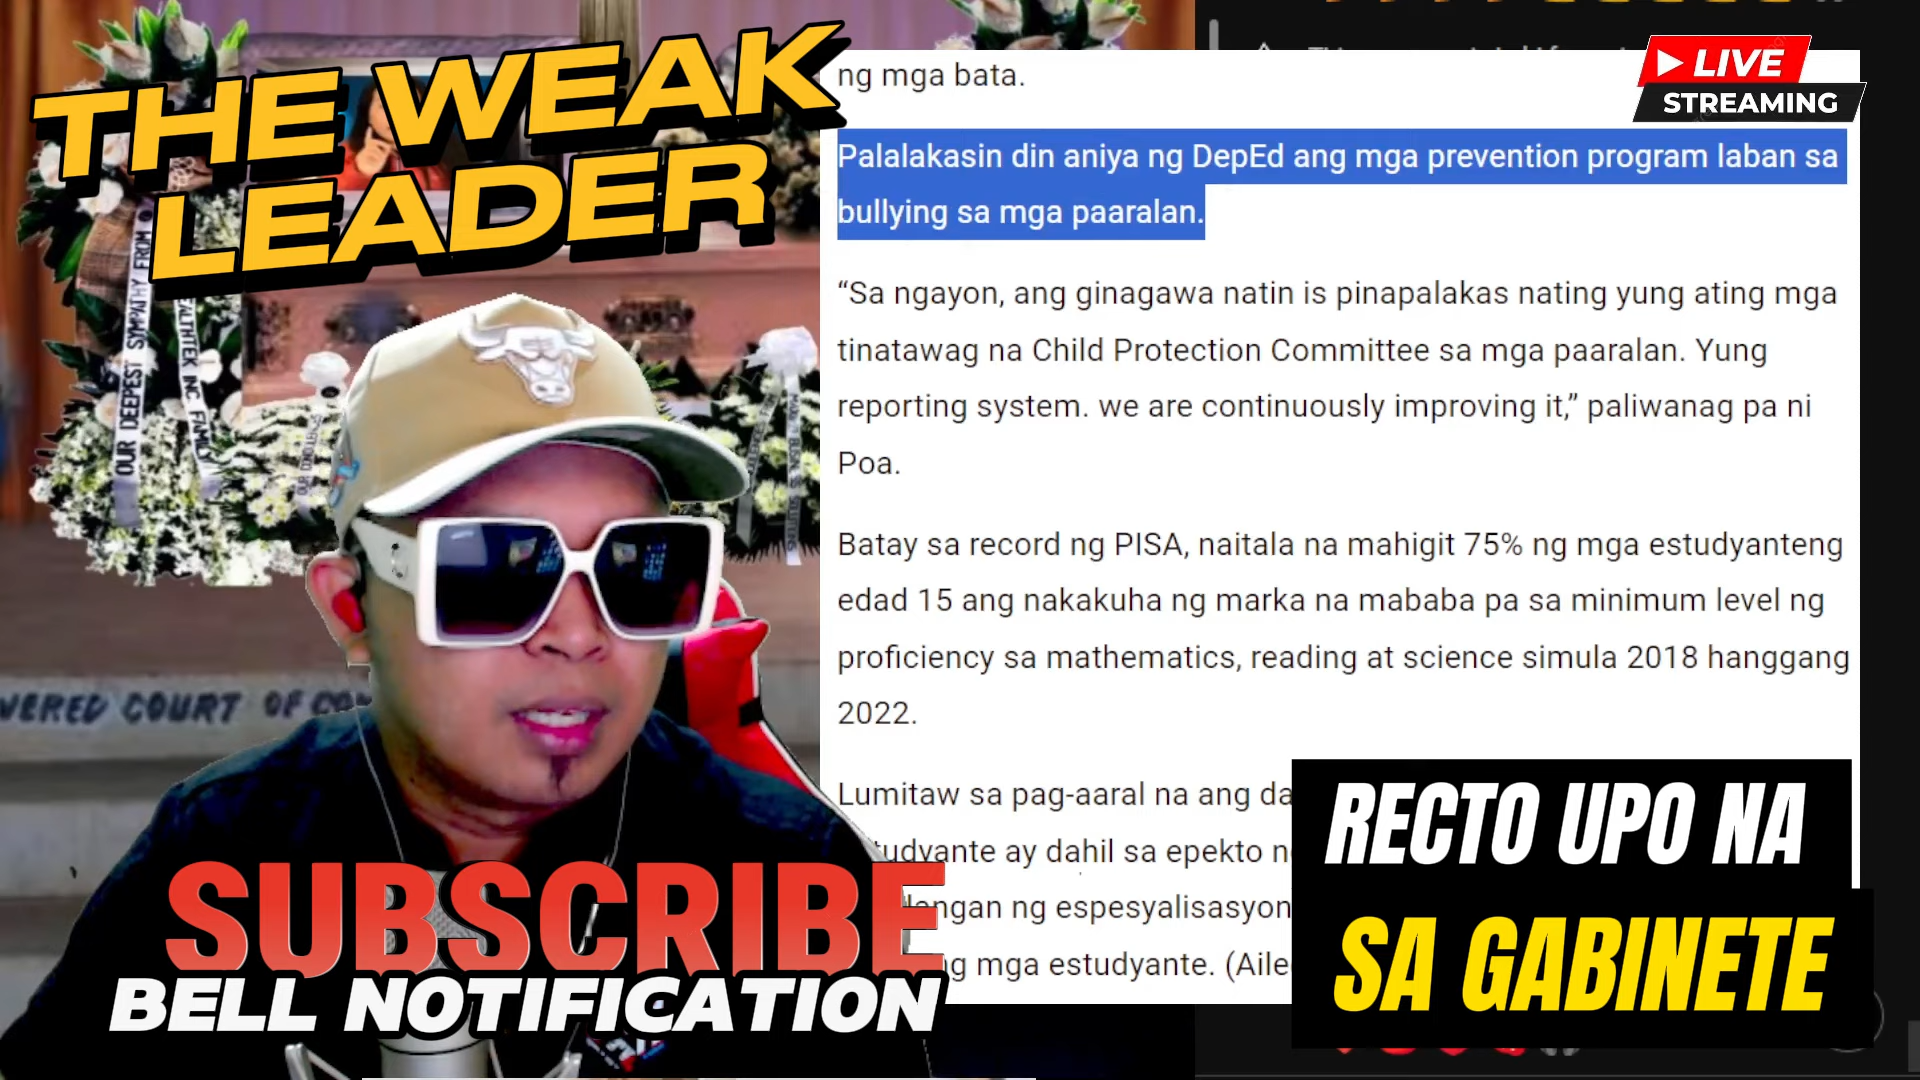 THE WEAK
LEADER
LIVE
STREAMING
ng mga bata.
Palalakasin din aniya ng DepEd ang mga prevention program laban sa
bullying sa mga paaralan.
“Sa ngayon, ang ginagawa natin is pinapalakas nating yung ating mga
tinatawag na Child Protection Committee sa mga paaralan. Yung
reporting system. we are continuously improving it,” paliwanag pa ni
Poa.
Batay sa record ng PISA, naitala na mahigit 75% ng mga estudyanteng
edad 15 ang nakakuha ng marka na mababa pa sa minimum level ng
proficiency sa mathematics, reading at science simula 2018 hanggang
2022.
Lumitaw sa pag-aaral na ang
ay dahil sa epekto
ng espesyalisasyon
ng mga estudyante.
OUR DEEPEST SYMPATHY FROM
INC FAMILY
COURT OF
RECTO UPO NA
SA GABINETE
SUBSCRIBE
BELL NOTIFICATION